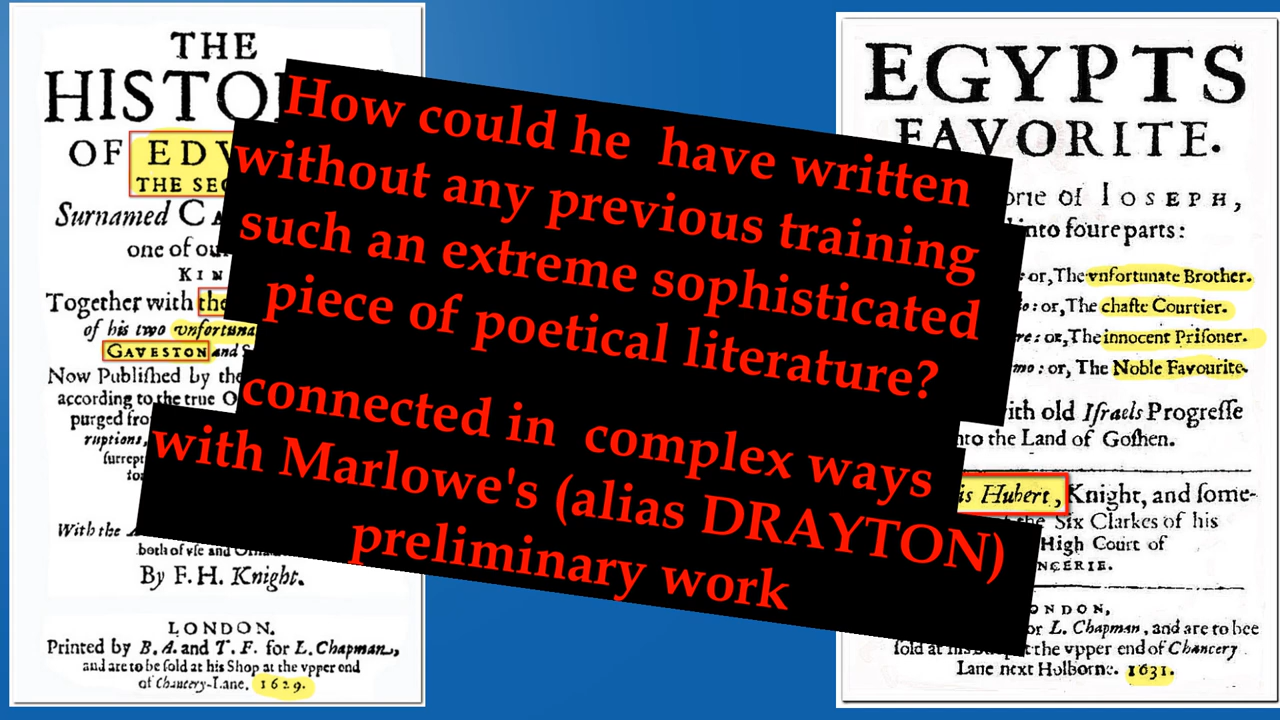 THE
HISTO
OF EDV
THE SEC
Surnamed CA
one of ou
KIN
Together with the
of his two vnfortuna
GAVESTON and S
Now Publiſhed by the
according to the true O
purged fro
ruptions,
ſurrept
With the
both of vſe and
By F.H. Knight.
LONDON.
Printed by B. A. and T. F. for L. Chapman,
and are to be ſold at his Shop at the vpper end
of Chancery-Lane. 1629.
How could he have written
without any previous training
such an extreme sophisticated
piece of poetical literature?
connected in complex ways
with Marlowe's (alias DRAYTON)
preliminary work
EGYPTS
FAVORITE.
orie of IOSEPH,
into foure parts:
or, The vnfortunate Brother.
o: or, The chaſte Courtier.
re: or, The innocent Priſoner.
mo: or, The Noble Favourite.
ith old Iſraels Progreſſe
nto the Land of Goſhen.
is Hubert, Knight, and ſome-
the Six Clarkes of his
High Court of
NCERIE.
ONDON,
or L. Chapman, and are to bee
ſold at his the vpper end of Chancery
Lane next Holborne. 1631.